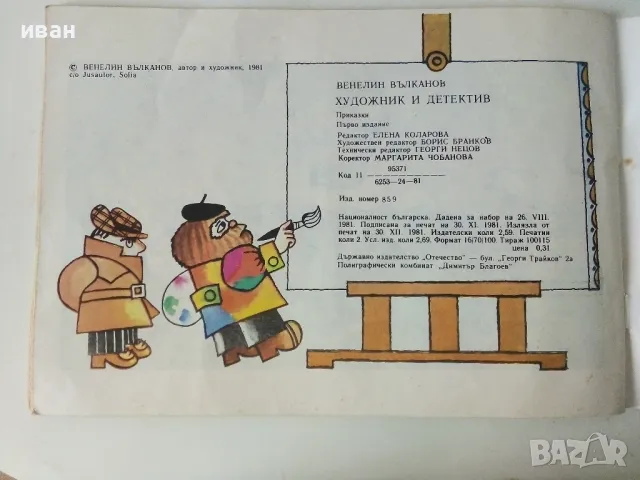 иван
© ВЕНЕЛИН ВЪЛКАНОВ, автор и художник, 1981
c/o Jusautor, Sofia
ВЕНЕЛИН ВЪЛКАНОВ
ХУДОЖНИК И ДЕТЕКТИВ
Приказки
Първо издание
Редактор ЕЛЕНА КОЛАРОВА
Художествен редактор БОРИС БРАНКОВ
Технически редактор ГЕОРГИ НЕЦОВ
Коректор МАРГАРИТА ЧОБАНОВА
95371
Код 11 ————————
6253—24—81
Изд. номер 859
Националност българска. Дадена за набор на 26. VIII.
1981. Подписана за печат на 30. XI. 1981. Излязла от
печат на 30. XII. 1981. Издателски коли 2,59. Печатни
коли 2. Усл. изд. коли 2,69. Формат 16/70/100. Тираж 100115
цена 0,31
Държавно издателство „Отечество" — бул. „Георги Трайков" 2а
Полиграфически комбинат „Димитър Благоев"
BAZAR